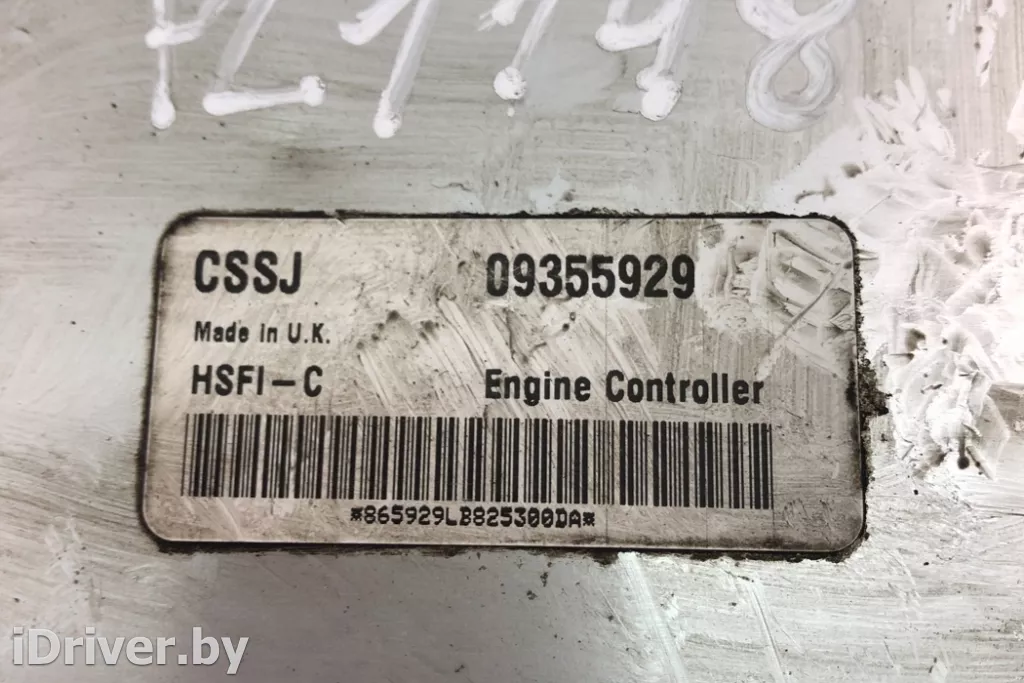 CSSJ 09355929
Made in U.K.
HSFI-C Engine Controller
*865929LB825300DA*
iDriver.by